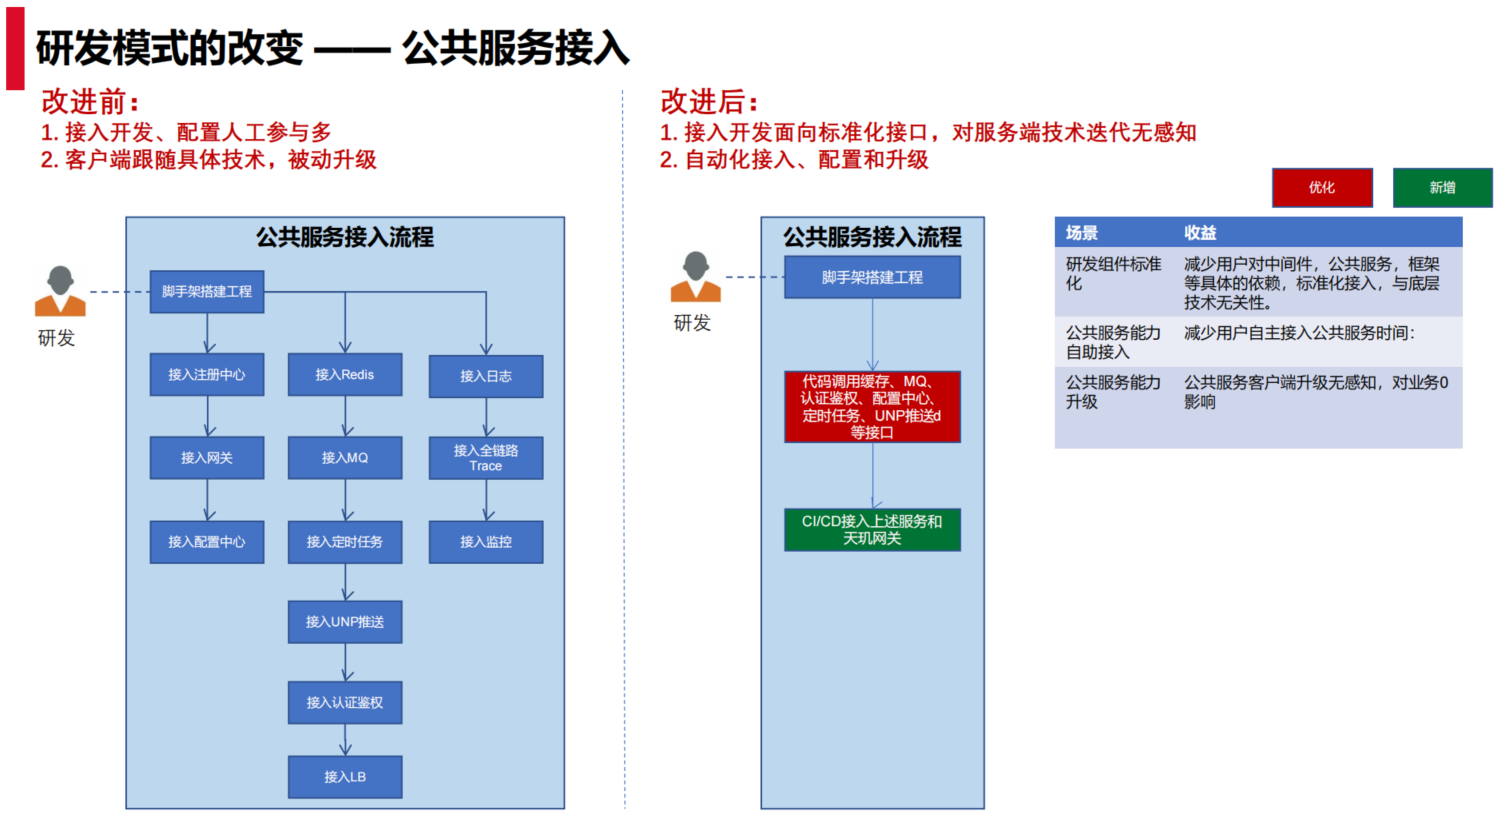 研发模式的改变 —— 公共服务接入
改进前：
1. 接入开发、配置人工参与多
2. 客户端跟随具体技术，被动升级
改进后：
1. 接入开发面向标准化接口，对服务端技术迭代无感知
2. 自动化接入、配置和升级
优化
新增
公共服务接入流程
研发
脚手架搭建工程
接入注册中心
接入网关
接入配置中心
接入Redis
接入MQ
接入定时任务
接入UNP推送
接入认证鉴权
接入LB
接入日志
接入全链路
Trace
接入监控
公共服务接入流程
研发
脚手架搭建工程
代码调用缓存、MQ、
认证鉴权、配置中心、
定时任务、UNP推送d
等接口
CI/CD接入上述服务和
天玑网关
场景
收益
研发组件标准
化
减少用户对中间件，公共服务，框架
等具体的依赖，标准化接入，与底层
技术无关性。
公共服务能力
自助接入
减少用户自主接入公共服务时间：
公共服务能力
升级
公共服务客户端升级无感知，对业务0
影响